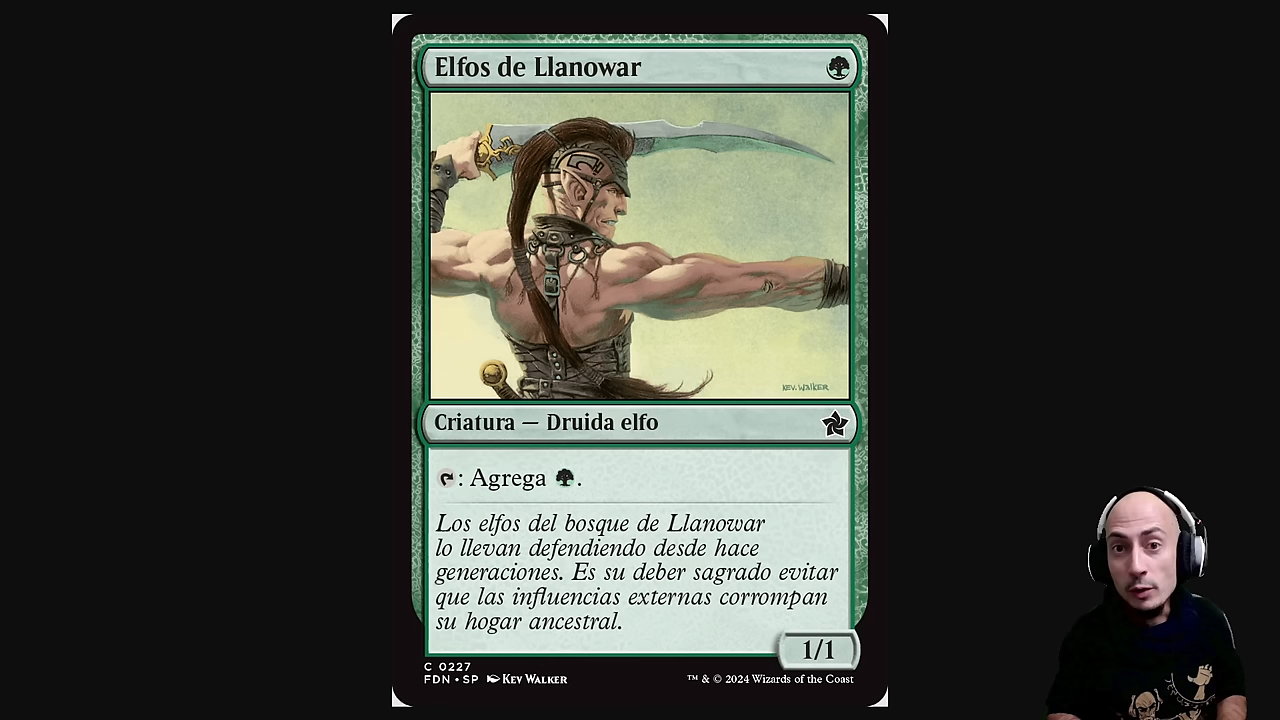 Elfos de Llanowar
KEV. WALKER
Criatura — Druida elfo
: Agrega .
Los elfos del bosque de Llanowar
lo llevan defendiendo desde hace
generaciones. Es su deber sagrado evitar
que las influencias externas corrompan
su hogar ancestral.
1/1
C 0227
FDN • SP Kev Walker
™ & © 2024 Wizards of the Coast